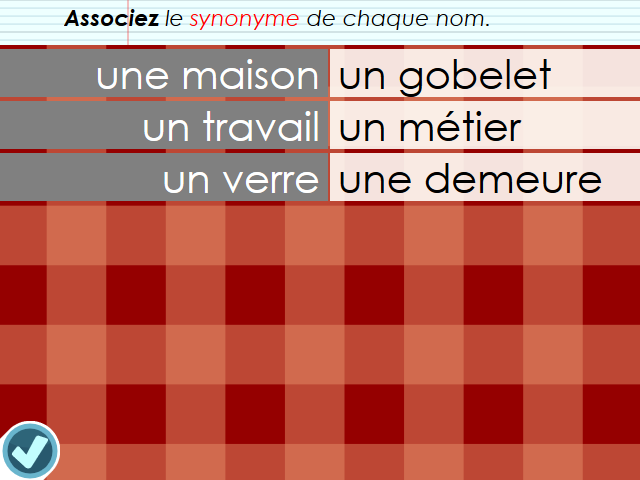 Associez le synonyme de chaque nom.
une maison un gobelet
un travail un métier
un verre une demeure